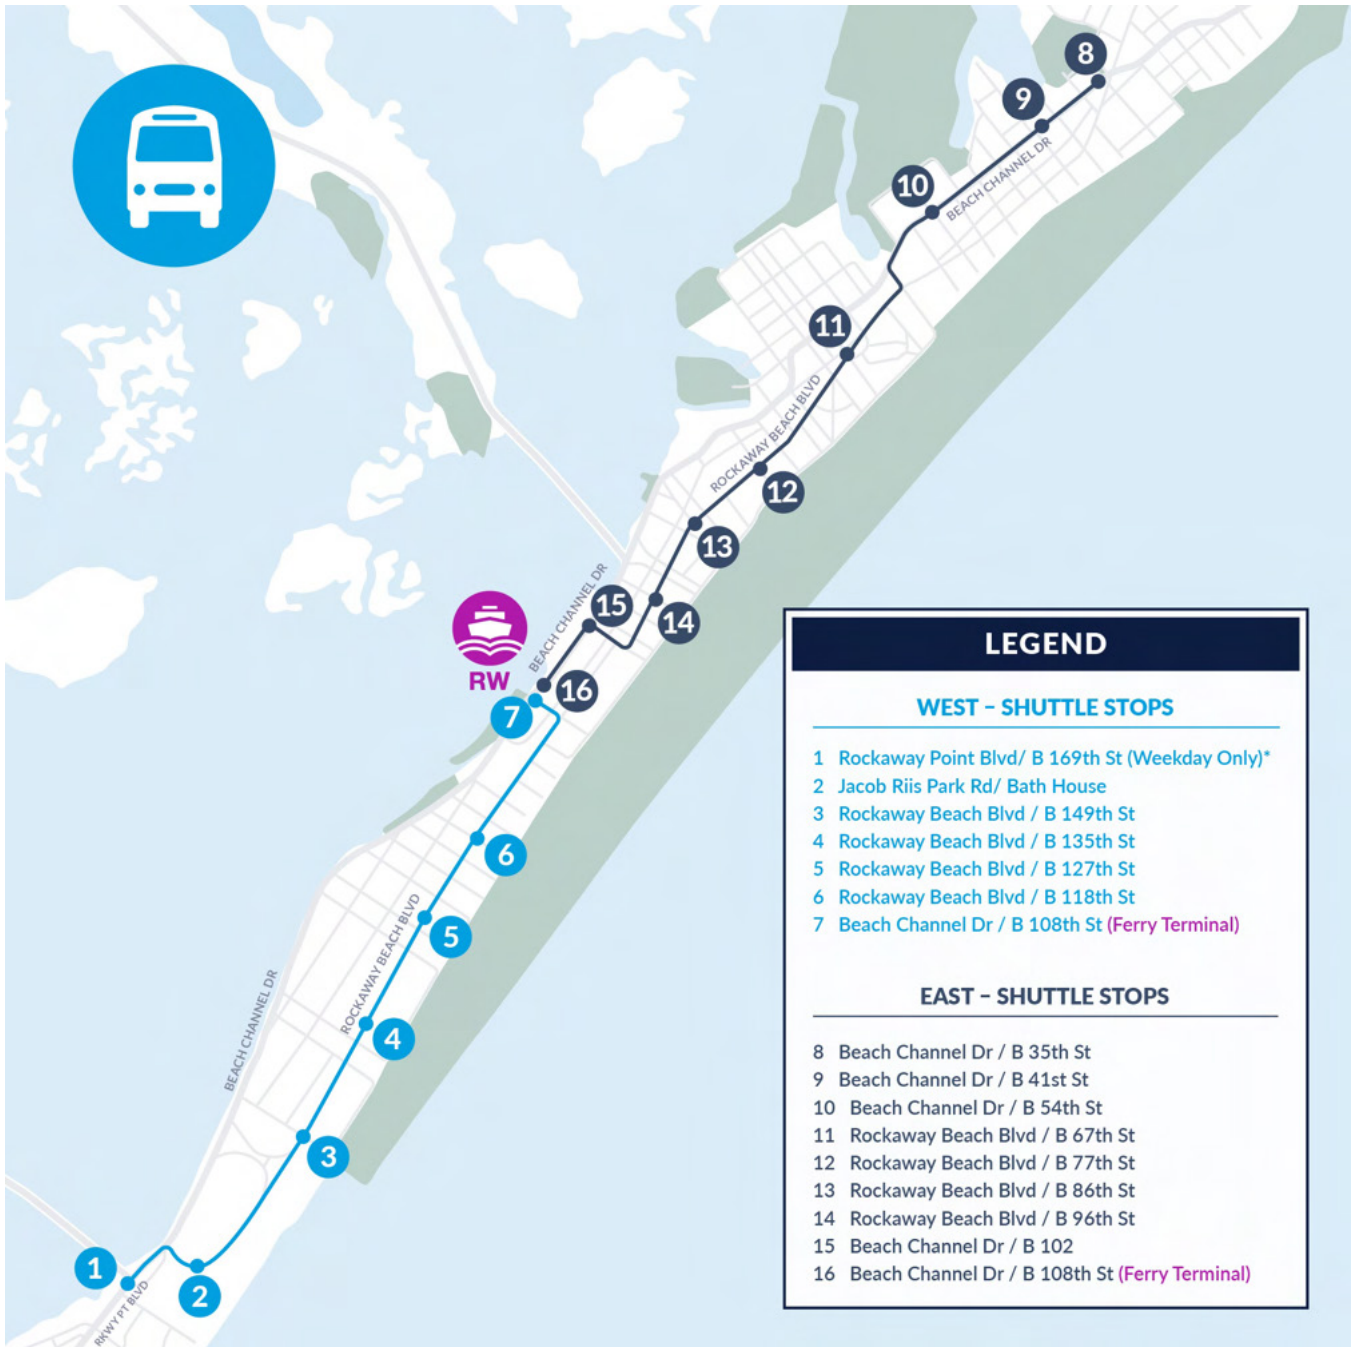 8
9
BEACH CHANNEL DR
10
11
ROCKAWAY BEACH BLVD
12
13
BEACH CHANNEL DR
15
14
RW
16
7
6
ROCKAWAY BEACH BLVD
5
4
BEACH CHANNEL DR
3
1
2
RKWY PT BLVD
LEGEND
WEST – SHUTTLE STOPS
1 Rockaway Point Blvd/ B 169th St (Weekday Only)*
2 Jacob Riis Park Rd/ Bath House
3 Rockaway Beach Blvd / B 149th St
4 Rockaway Beach Blvd / B 135th St
5 Rockaway Beach Blvd / B 127th St
6 Rockaway Beach Blvd / B 118th St
7 Beach Channel Dr / B 108th St (Ferry Terminal)
EAST – SHUTTLE STOPS
8 Beach Channel Dr / B 35th St
9 Beach Channel Dr / B 41st St
10 Beach Channel Dr / B 54th St
11 Rockaway Beach Blvd / B 67th St
12 Rockaway Beach Blvd / B 77th St
13 Rockaway Beach Blvd / B 86th St
14 Rockaway Beach Blvd / B 96th St
15 Beach Channel Dr / B 102
16 Beach Channel Dr / B 108th St (Ferry Terminal)